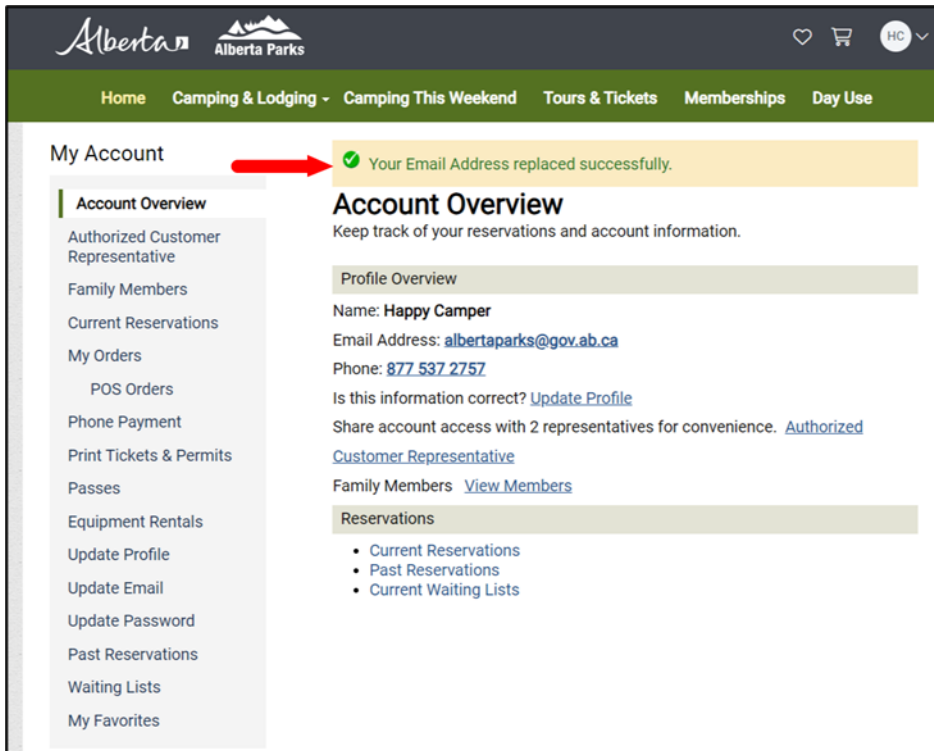 Alberta
Alberta Parks
HC
Home Camping & Lodging Camping This Weekend Tours & Tickets Memberships Day Use
My Account
Account Overview
Authorized Customer
Representative
Family Members
Current Reservations
My Orders
POS Orders
Phone Payment
Print Tickets & Permits
Passes
Equipment Rentals
Update Profile
Update Email
Update Password
Past Reservations
Waiting Lists
My Favorites
Your Email Address replaced successfully.
Account Overview
Keep track of your reservations and account information.
Profile Overview
Name: Happy Camper
Email Address: albertaparks@gov.ab.ca
Phone: 877 537 2757
Is this information correct? Update Profile
Share account access with 2 representatives for convenience. Authorized
Customer Representative
Family Members View Members
Reservations
• Current Reservations
• Past Reservations
• Current Waiting Lists